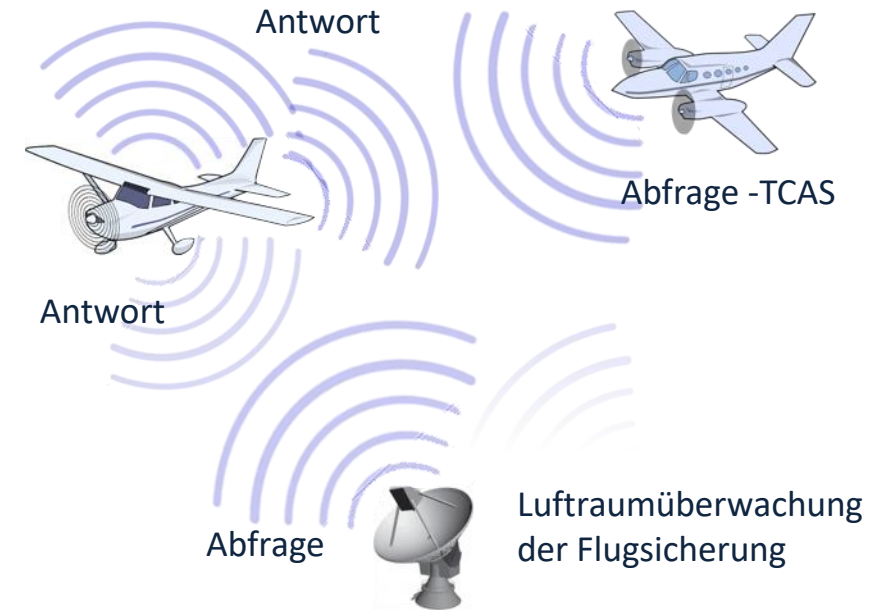 Antwort
Abfrage -TCAS
Antwort
Abfrage
Luftraumüberwachung
der Flugsicherung